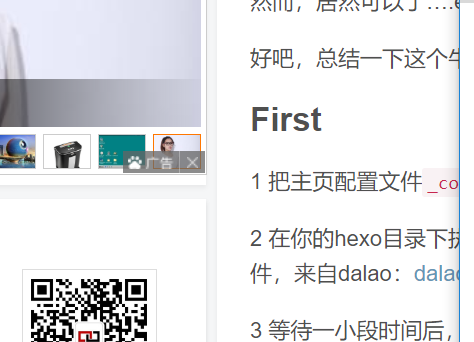 然而，居然可以了….
好吧，总结一下这个
First
1 把主页配置文件 _co
2 在你的hexo目录下
件，来自dalao：dalao
3 等待一小段时间后，
广告